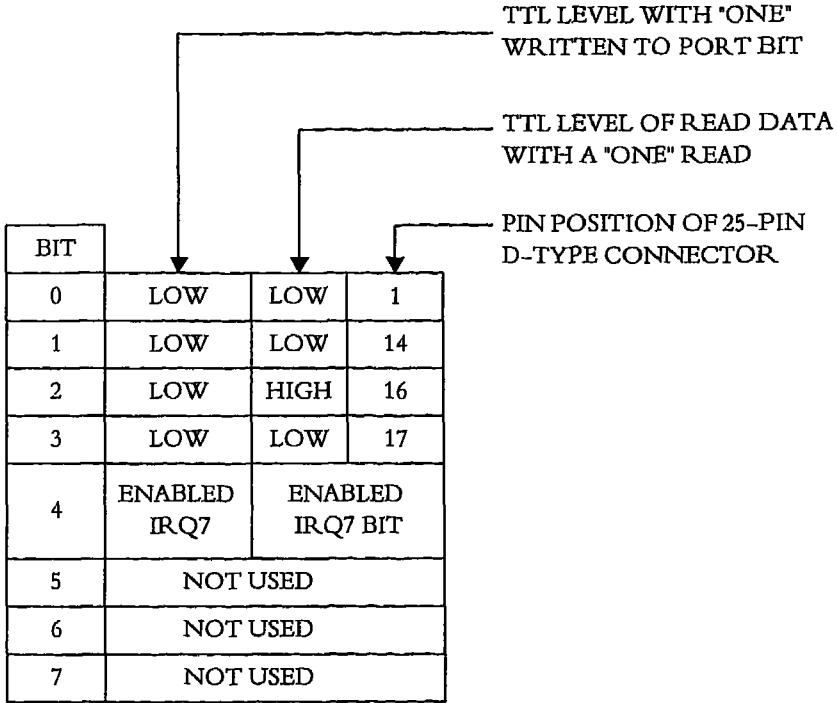 TTL LEVEL WITH "ONE"
WRITTEN TO PORT BIT
TTL LEVEL OF READ DATA
WITH A "ONE" READ
PIN POSITION OF 25-PIN
D-TYPE CONNECTOR
BIT
0 LOW LOW 1
1 LOW LOW 14
2 LOW HIGH 16
3 LOW LOW 17
4 ENABLED IRQ7 ENABLED IRQ7 BIT
5 NOT USED
6 NOT USED
7 NOT USED